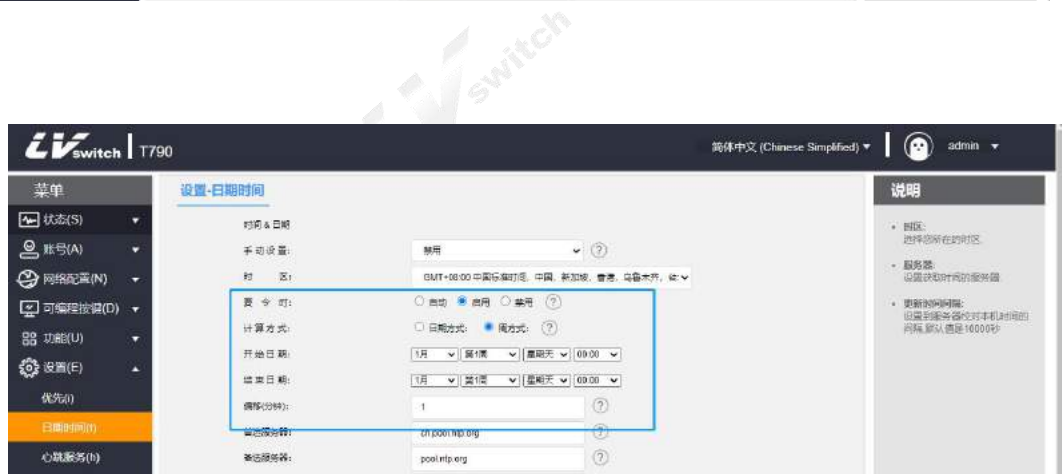 LVswitch
LVswitch T790 简体中文 (Chinese Simplified) admin
菜单
状态(S)
账号(A)
网络配置(N)
可编程按键(D)
功能(U)
设置(E)
优先(i)
日期时间(t)
心跳服务(h)
设置-日期时间
时间 & 日期
手动设置: 禁用 ?
时 区: GMT+08:00 中国标准时间, 中国, 新加坡, 香港, 乌鲁木齐,
夏令时: 自动 启用 禁用 ?
计算方式: 日期方式: 周方式: ?
开始日期: 1月 第1周 星期天 00:00
结束日期: 1月 第1周 星期天 00:00
偏移(分钟): 1 ?
首选服务器: cn.pool.ntp.org ?
备选服务器: pool.ntp.org ?
说明
时区:
选择您所在的时区
服务器:
设置获取时间的服务器
更新时间间隔:
设置到服务器校对本机时间的
间隔,默认值是10000秒